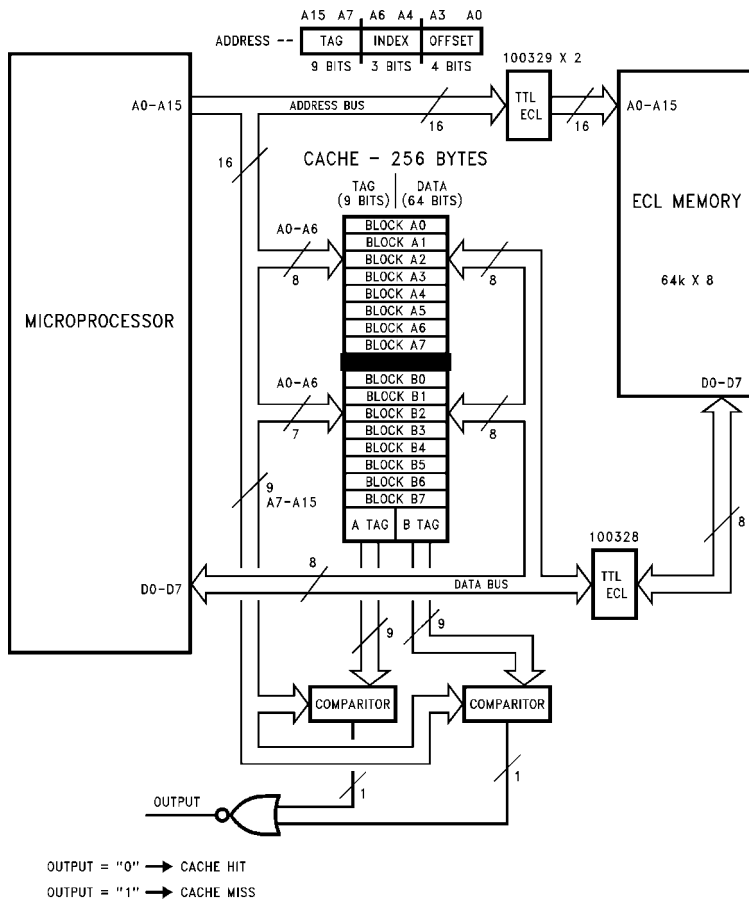 A15 A7 A6 A4 A3 A0
ADDRESS -- TAG INDEX OFFSET
9 BITS 3 BITS 4 BITS
100329 X 2
TTL
ECL
A0-A15
ADDRESS BUS
16
16
A0-A15
16
CACHE - 256 BYTES
TAG
(9 BITS)
DATA
(64 BITS)
ECL MEMORY
64k X 8
D0-D7
MICROPROCESSOR
A0-A6
8
8
BLOCK A0
BLOCK A1
BLOCK A2
BLOCK A3
BLOCK A4
BLOCK A5
BLOCK A6
BLOCK A7
A0-A6
7
8
BLOCK B0
BLOCK B1
BLOCK B2
BLOCK B3
BLOCK B4
BLOCK B5
BLOCK B6
BLOCK B7
A TAG B TAG
9
A7-A15
8
100328
TTL
ECL
D0-D7
8
DATA BUS
9
9
COMPARITOR
COMPARITOR
1
1
OUTPUT
OUTPUT = "0" → CACHE HIT
OUTPUT = "1" → CACHE MISS